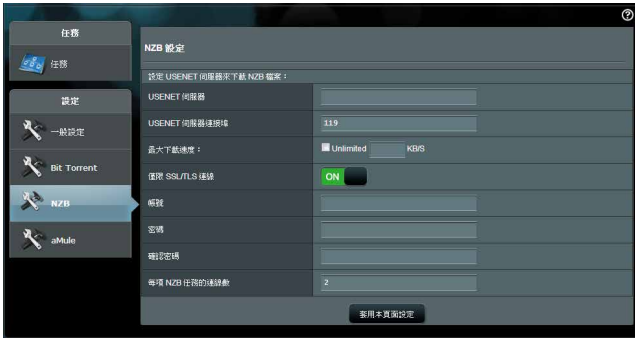 任務
任務
設定
一般設定
Bit Torrent
NZB
aMule
NZB 設定
設定 USENET 伺服器來下載 NZB 檔案：
USENET 伺服器
USENET 伺服器連接埠
119
最大下載速度：
Unlimited
KB/S
僅限 SSL/TLS 連線
ON
帳號
密碼
確認密碼
每項 NZB 任務的連線數
2
套用本頁面設定